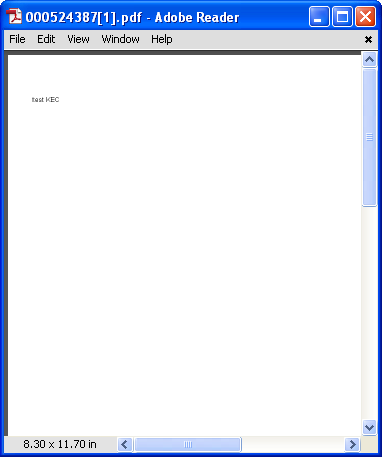 000524387[1].pdf - Adobe Reader
File Edit View Window Help
test KEC
8.30 x 11.70 in